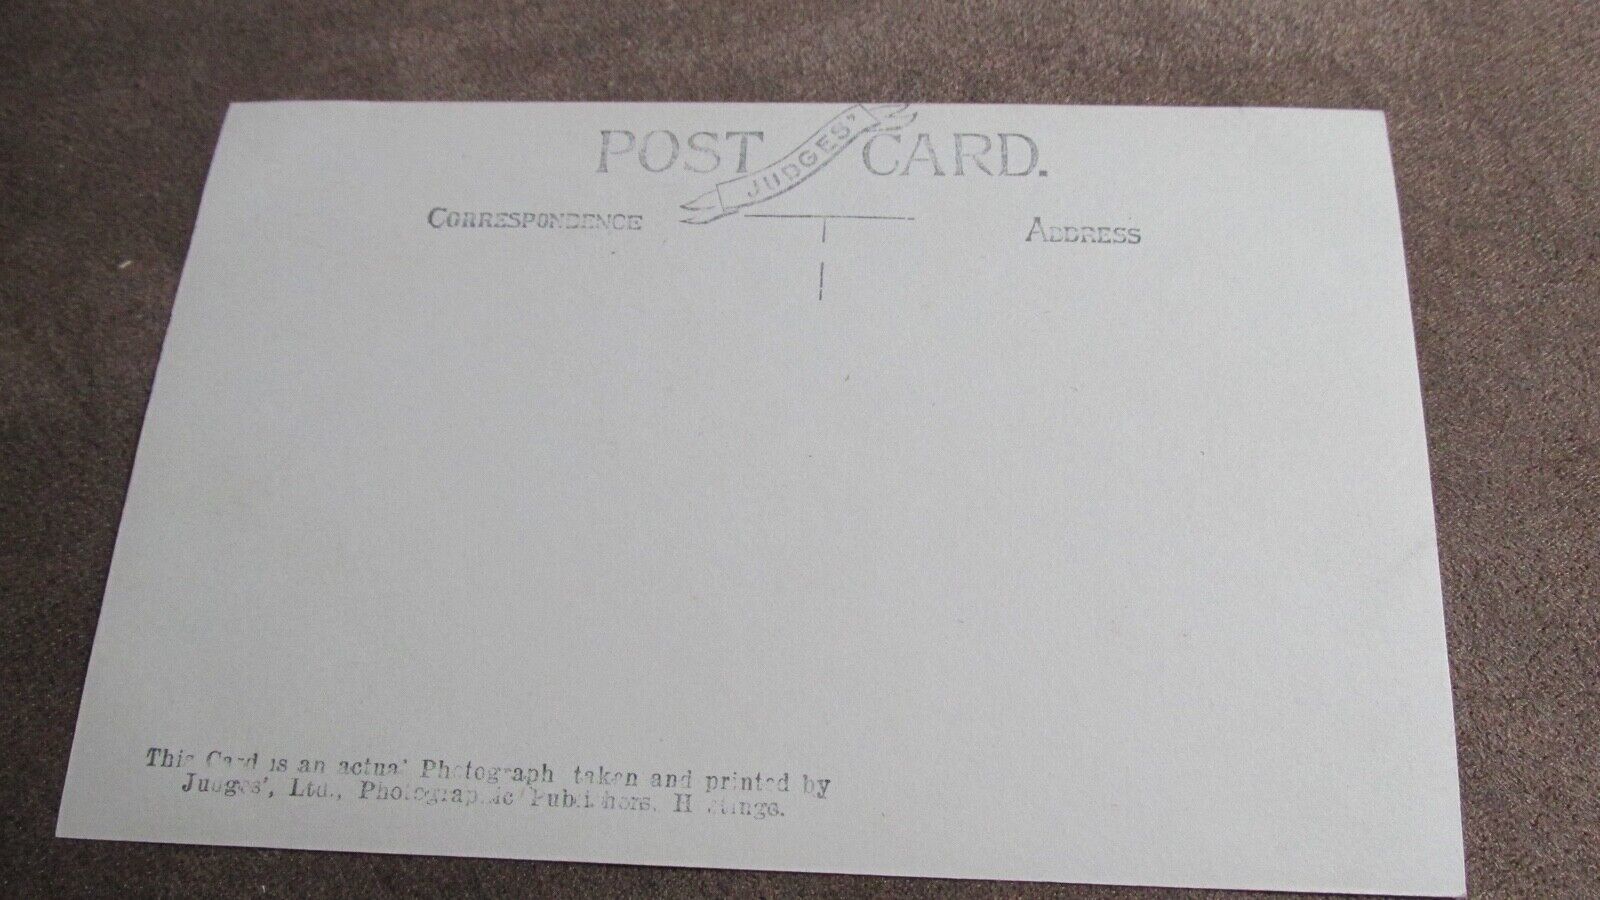 POST JUDGES' CARD.
CORRESPONDENCE ADDRESS
This Card is an actual Photograph taken and printed by
Judges', Ltd., Photographic Publishers, Hastings.